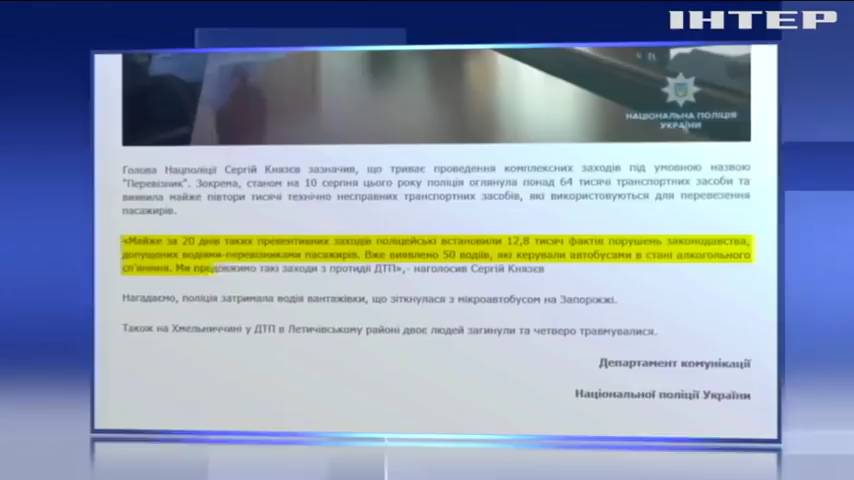 ІНТЕР
НАЦІОНАЛЬНА ПОЛІЦІЯ
УКРАЇНИ
Голова Нацполіції Сергій Князєв зазначив, що триває проведення комплексних заходів під умовною назвою
"Перевізник". Зокрема, станом на 10 серпня цього року поліція оглянула понад 64 тисячі транспортних засоби та
виявила майже півтори тисячі технічно несправних транспортних засобів, які використовуються для перевезення
пасажирів.
«Майже за 20 днів таких превентивних заходів поліцейські встановили 12,8 тисяч фактів порушень законодавства,
допущених водіями-перевізниками пасажирів. Вже виявлено 50 водіїв, які керували автобусами в стані алкогольного
сп'яніння. Ми продовжимо такі заходи з протидії ДТП»,- наголосив Сергій Князєв
Нагадаємо, поліція затримала водія вантажівки, що зіткнулася з мікроавтобусом на Запоріжжі.
Також на Хмельниччині у ДТП в Летичівському районі двоє людей загинули та четверо травмувалися.
Департамент комунікації
Національної поліції України